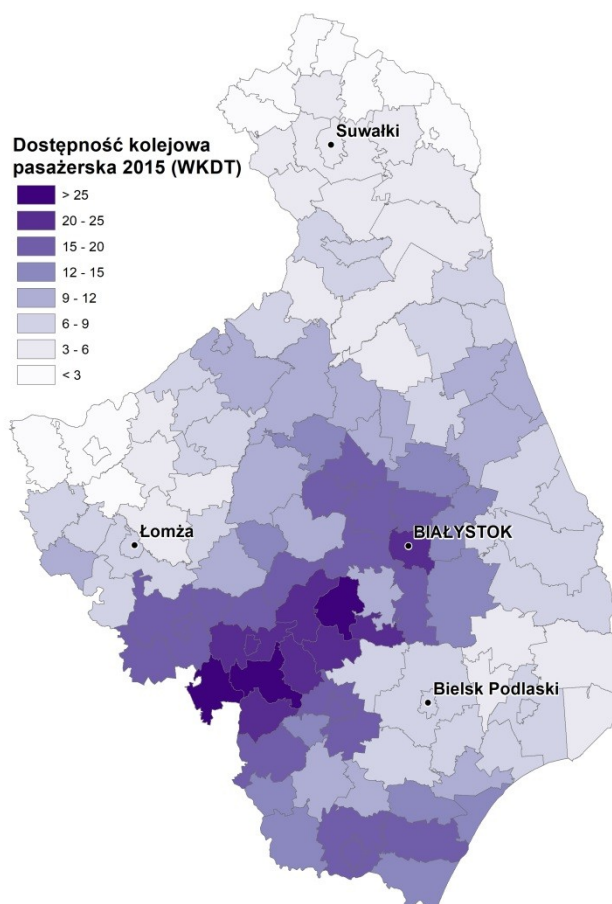 Suwałki
Dostępność kolejowa
pasażerska 2015 (WKDT)
> 25
20 - 25
15 - 20
12 - 15
9 - 12
6 - 9
3 - 6
< 3
Łomża
BIAŁYSTOK
Bielsk Podlaski